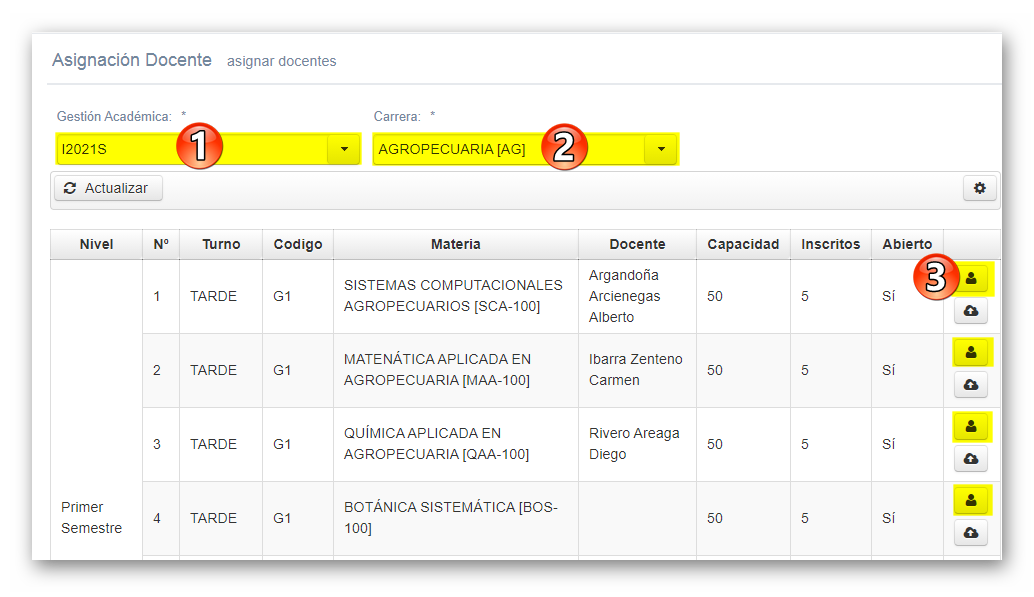 Asignación Docente asignar docentes
Gestión Académica: * Carrera: *
I2021S 1 AGROPECUARIA [AG] 2
Actualizar
Nivel Nº Turno Codigo Materia Docente Capacidad Inscritos Abierto
3
1 TARDE G1 SISTEMAS COMPUTACIONALES AGROPECUARIOS [SCA-100] Argandoña Arcienegas Alberto 50 5 Sí
2 TARDE G1 MATENÁTICA APLICADA EN AGROPECUARIA [MAA-100] Ibarra Zenteno Carmen 50 5 Sí
3 TARDE G1 QUÍMICA APLICADA EN AGROPECUARIA [QAA-100] Rivero Areaga Diego 50 5 Sí
Primer Semestre 4 TARDE G1 BOTÁNICA SISTEMÁTICA [BOS-100] 50 5 Sí